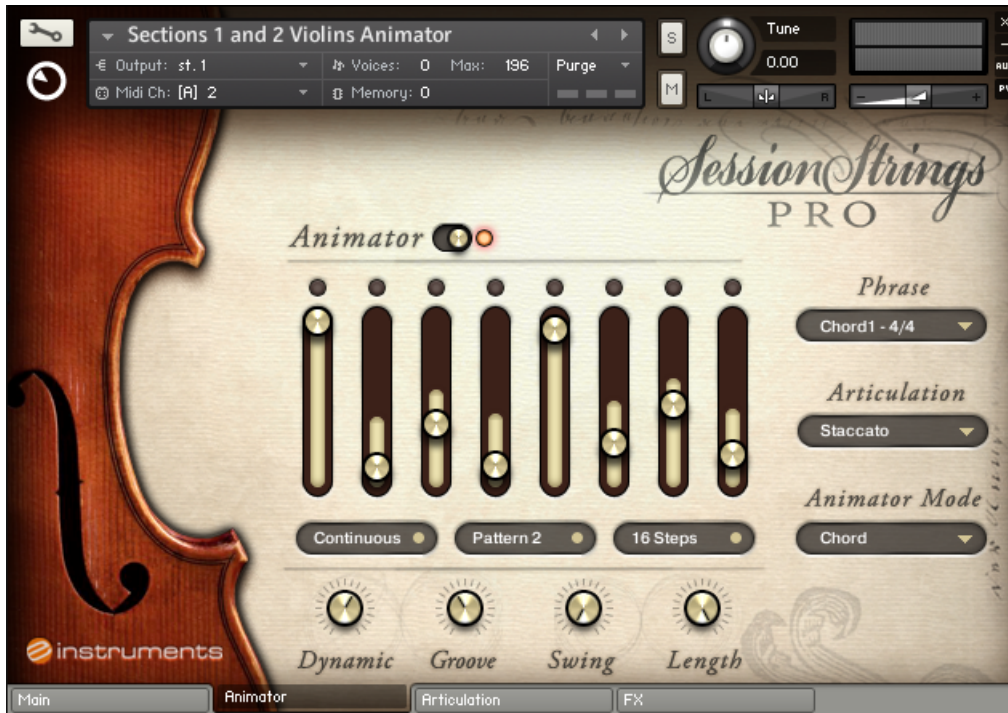 Sections 1 and 2 Violins Animator
Output: st.1
Voices: 0 Max: 196
Purge
Midi Ch: [A] 2
Memory: 0
S
M
Tune
0.00
L R
- +
AU
PV
Session Strings
PRO
Animator
Phrase
Chord1 - 4/4
Articulation
Staccato
Animator Mode
Chord
Continuous
Pattern 2
16 Steps
Dynamic
Groove
Swing
Length
e instruments
Main
Animator
Articulation
FX